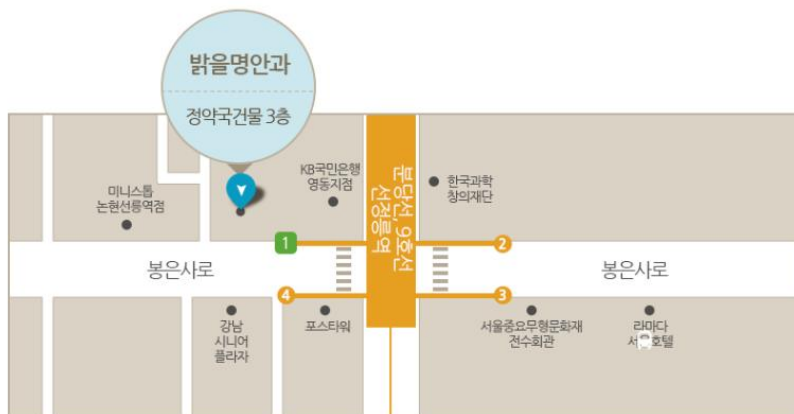 밝을명안과
정약국건물 3층
KB국민은행
영동지점
미니스톱
논현선릉역점
한국과학
창의재단
분당선, 9호선
선정릉역
1
2
봉은사로
봉은사로
4
3
강남
시니어
플라자
포스타워
서울중요무형문화재
전수회관
라마다
호텔